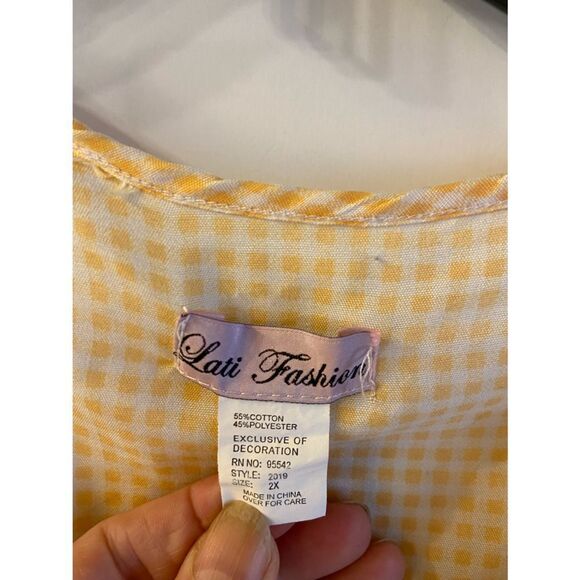 Lati Fashion
55%COTTON
45%POLYESTER
EXCLUSIVE OF
DECORATION
RN NO: 95542
STYLE: 2019
SIZE: 2X
MADE IN CHINA
OVER FOR CARE